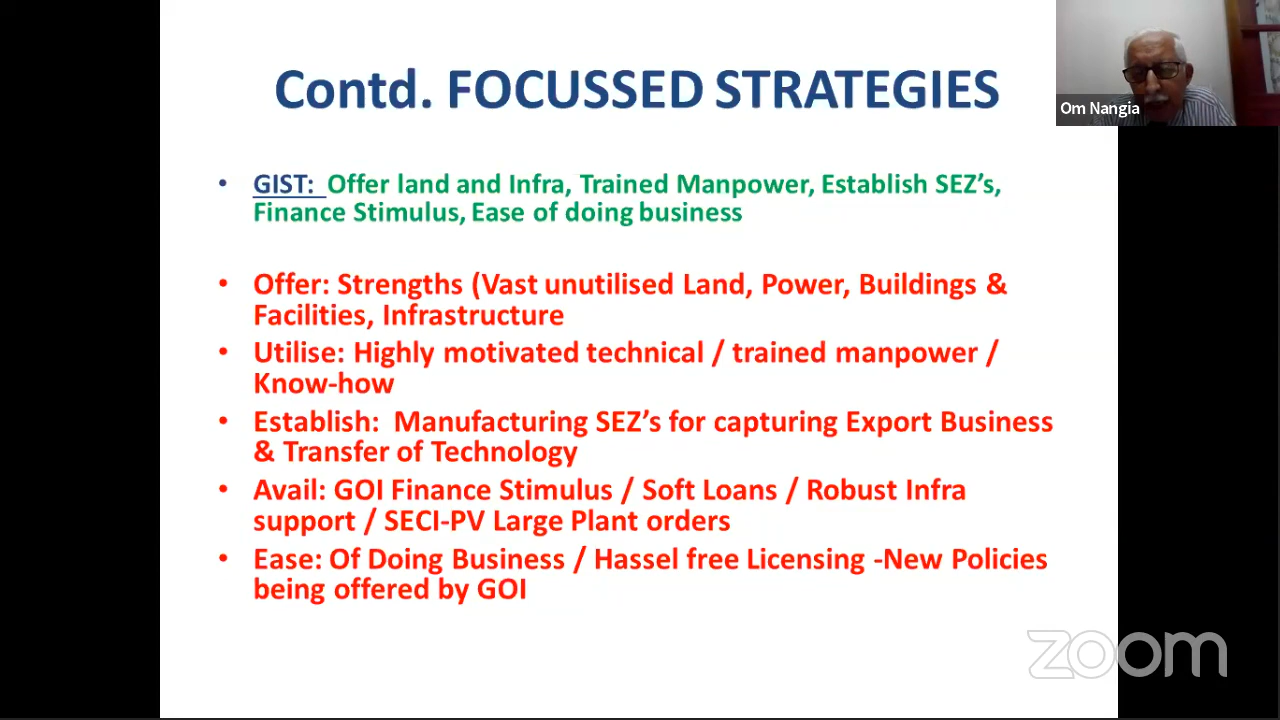 Contd. FOCUSSED STRATEGIES
Om Nangia
• GIST: Offer land and Infra, Trained Manpower, Establish SEZ’s,
Finance Stimulus, Ease of doing business
• Offer: Strengths (Vast unutilised Land, Power, Buildings &
Facilities, Infrastructure
• Utilise: Highly motivated technical / trained manpower /
Know-how
• Establish: Manufacturing SEZ’s for capturing Export Business
& Transfer of Technology
• Avail: GOI Finance Stimulus / Soft Loans / Robust Infra
support / SECI-PV Large Plant orders
• Ease: Of Doing Business / Hassel free Licensing -New Policies
being offered by GOI
zoom